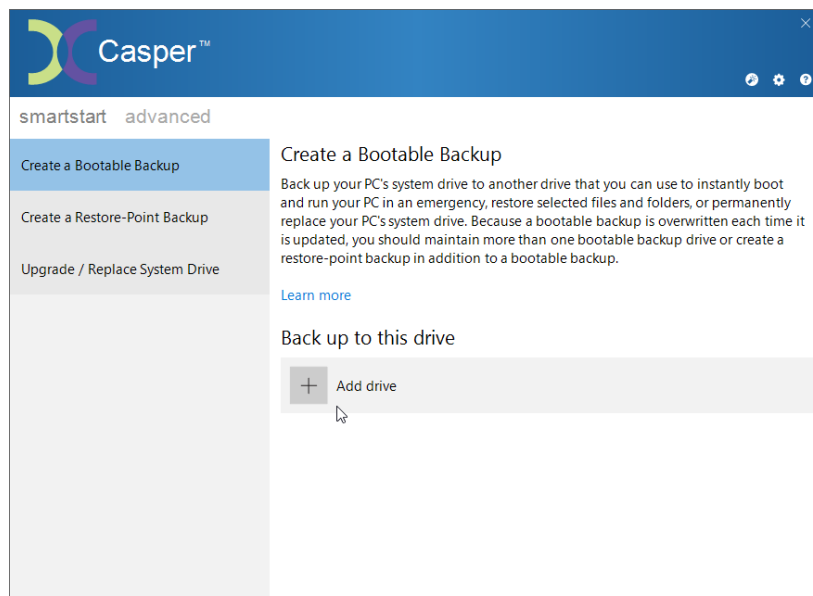 Casper™
smartstart advanced
Create a Bootable Backup
Create a Restore-Point Backup
Upgrade / Replace System Drive
Create a Bootable Backup
Back up your PC's system drive to another drive that you can use to instantly boot
and run your PC in an emergency, restore selected files and folders, or permanently
replace your PC's system drive. Because a bootable backup is overwritten each time it
is updated, you should maintain more than one bootable backup drive or create a
restore-point backup in addition to a bootable backup.
Learn more
Back up to this drive
Add drive